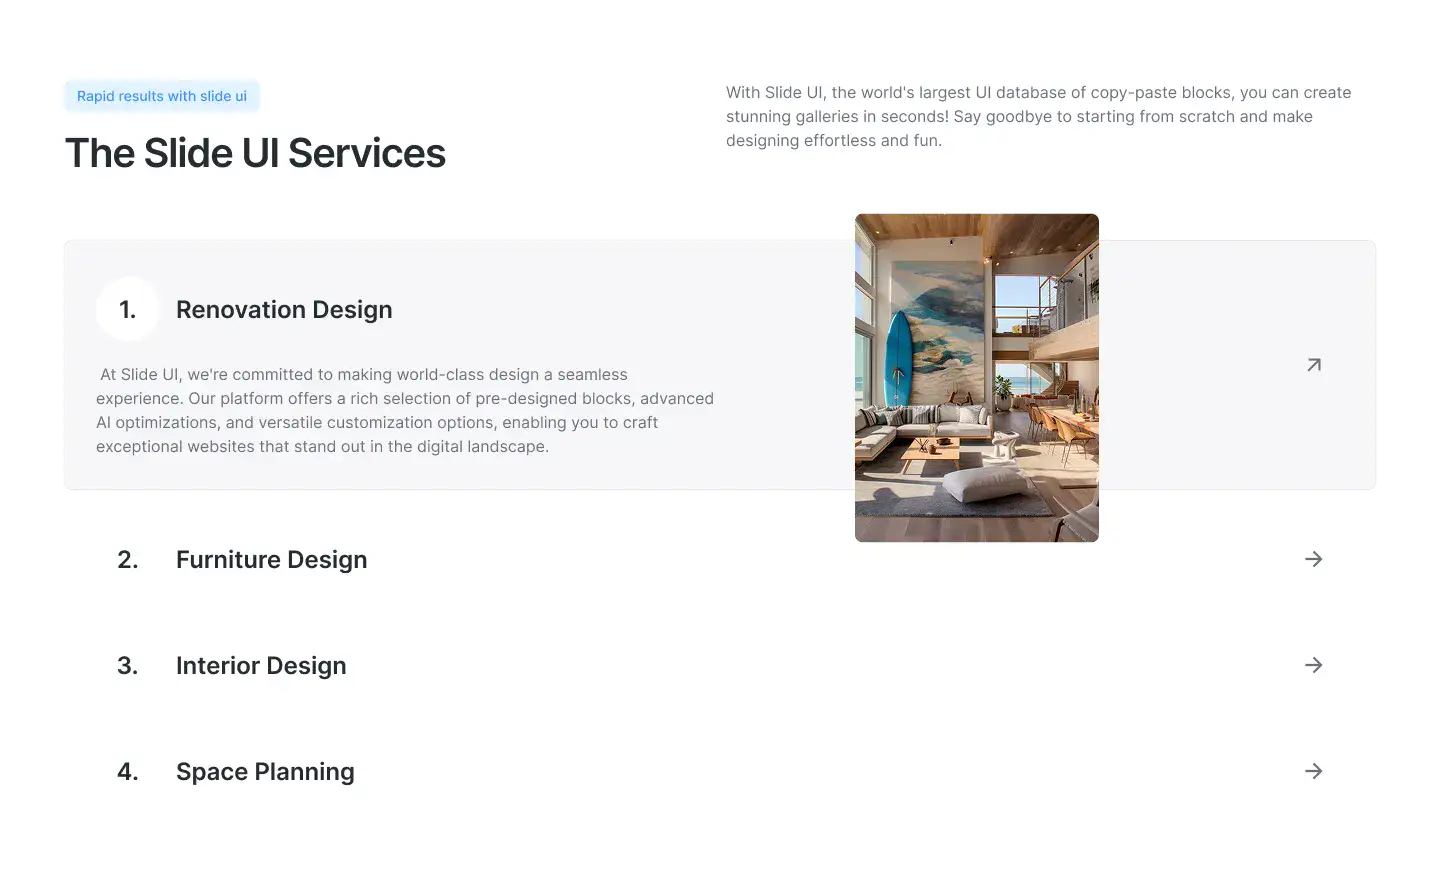 Rapid results with slide ui
The Slide UI Services
With Slide UI, the world's largest UI database of copy-paste blocks, you can create
stunning galleries in seconds! Say goodbye to starting from scratch and make
designing effortless and fun.
1. Renovation Design
At Slide UI, we're committed to making world-class design a seamless
experience. Our platform offers a rich selection of pre-designed blocks, advanced
AI optimizations, and versatile customization options, enabling you to craft
exceptional websites that stand out in the digital landscape.
2. Furniture Design
3. Interior Design
4. Space Planning